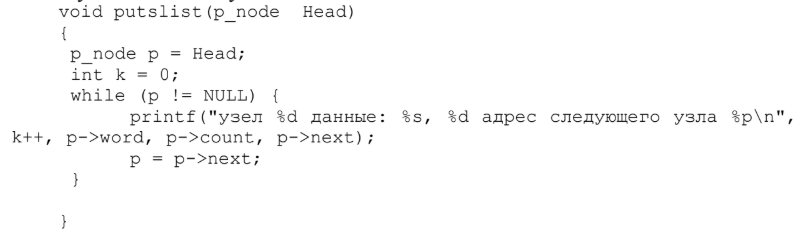 void putslist(p_node  Head)
{
p_node p = Head;
int k = 0;
while (p != NULL) {
printf("узел %d данные: %s, %d адрес следующего узла %p\n",
k++, p->word, p->count, p->next);
p = p->next;
}
}